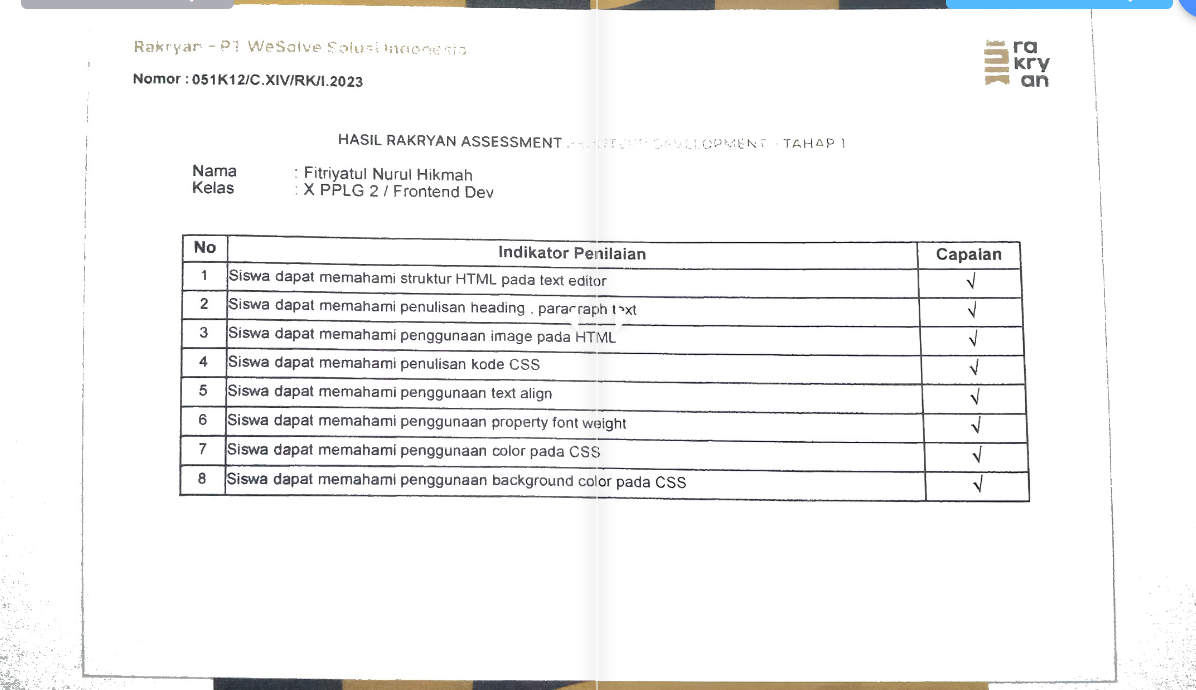 Rakryan - PT WeSolve Solusi Indonesia
ra
kry
an
Nomor : 051K12/C.XIV/RK/I.2023
HASIL RAKRYAN ASSESSMENT DEVELOPMENT - TAHAP 1
Nama : Fitriyatul Nurul Hikmah
Kelas : X PPLG 2 / Frontend Dev
No Indikator Penilaian Capaian
1 Siswa dapat memahami struktur HTML pada text editor √
2 Siswa dapat memahami penulisan heading , paragraph text √
3 Siswa dapat memahami penggunaan image pada HTML √
4 Siswa dapat memahami penulisan kode CSS √
5 Siswa dapat memahami penggunaan text align √
6 Siswa dapat memahami penggunaan property font weight √
7 Siswa dapat memahami penggunaan color pada CSS √
8 Siswa dapat memahami penggunaan background color pada CSS √